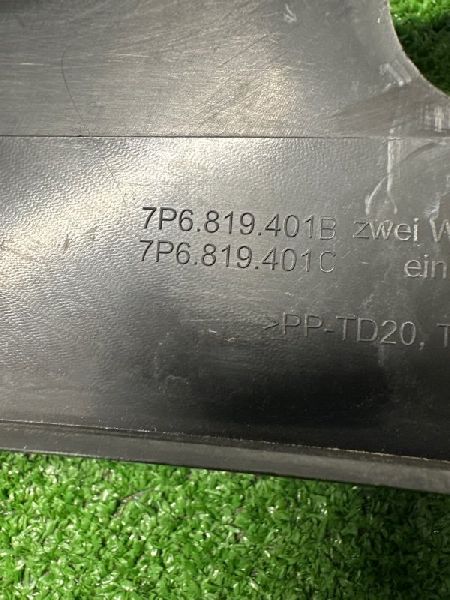 7P6.819.401B zwei W
7P6.819.401C ein
>PP-TD20, T